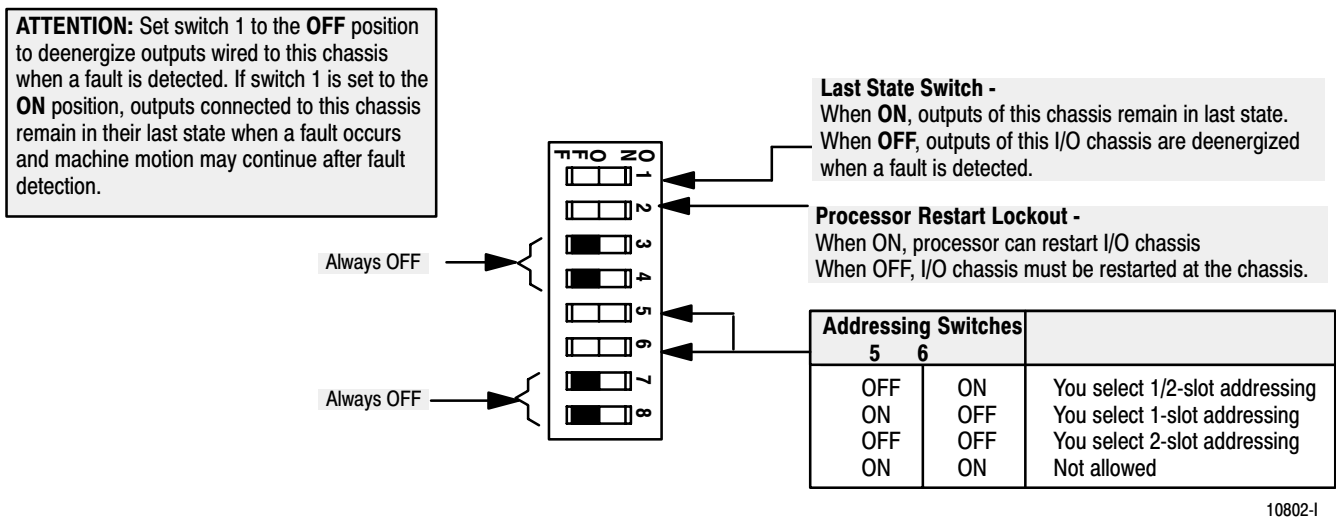 ATTENTION: Set switch 1 to the OFF position
to deenergize outputs wired to this chassis
when a fault is detected. If switch 1 is set to the
ON position, outputs connected to this chassis
remain in their last state when a fault occurs
and machine motion may continue after fault
detection.
Last State Switch -
When ON, outputs of this chassis remain in last state.
When OFF, outputs of this I/O chassis are deenergized
when a fault is detected.
Processor Restart Lockout -
When ON, processor can restart I/O chassis
When OFF, I/O chassis must be restarted at the chassis.
OFF ON
1
2
3
4
5
6
7
8
Always OFF
Always OFF
Addressing Switches
5 6
OFF ON You select 1/2-slot addressing
ON OFF You select 1-slot addressing
OFF OFF You select 2-slot addressing
ON ON Not allowed
10802-I